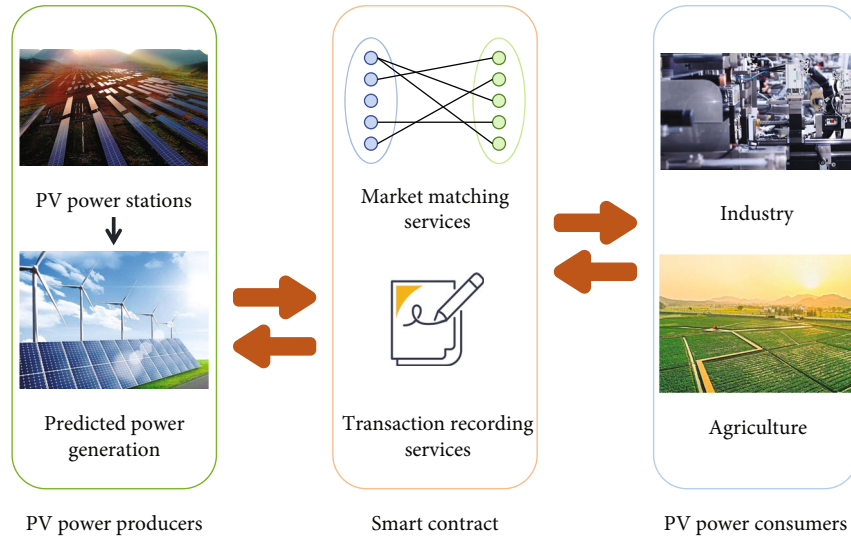 PV power stations
Predicted power
generation
PV power producers
Market matching
services
Transaction recording
services
Smart contract
Industry
Agriculture
PV power consumers